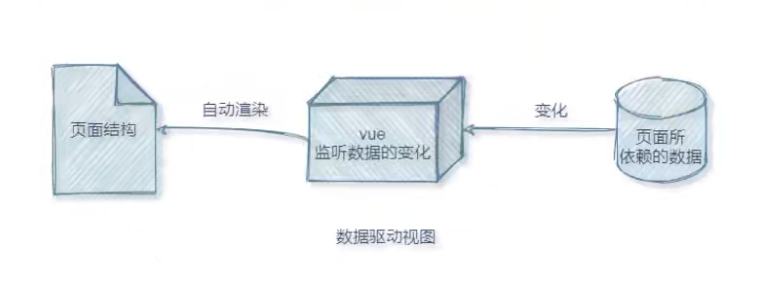 自动渲染
变化
页面结构
vue
监听数据的变化
页面所
依赖的数据
数据驱动视图